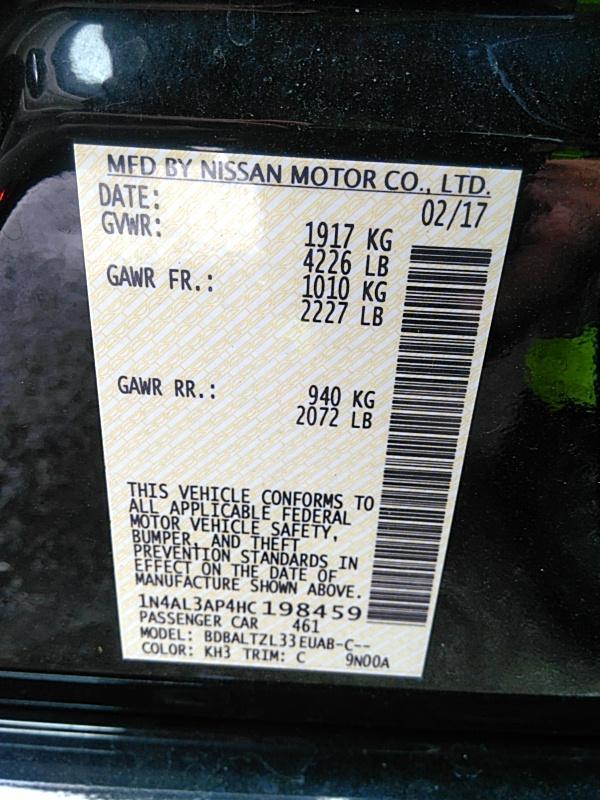 MFD BY NISSAN MOTOR CO., LTD.
DATE: 02/17
GVWR: 1917 KG
4226 LB
GAWR FR.: 1010 KG
2227 LB
GAWR RR.: 940 KG
2072 LB
THIS VEHICLE CONFORMS TO
ALL APPLICABLE FEDERAL
MOTOR VEHICLE SAFETY,
BUMPER, AND THEFT
PREVENTION STANDARDS IN
EFFECT ON THE DATE OF
MANUFACTURE SHOWN ABOVE.
1N4AL3AP4HC198459
PASSENGER CAR 461
MODEL: BDBALTZL33EUAB-C--
COLOR: KH3 TRIM: C 9N00A